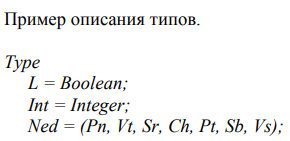 Пример описания типов.
Type
L = Boolean;
Int = Integer;
Ned = (Pn, Vt, Sr, Ch, Pt, Sb, Vs);